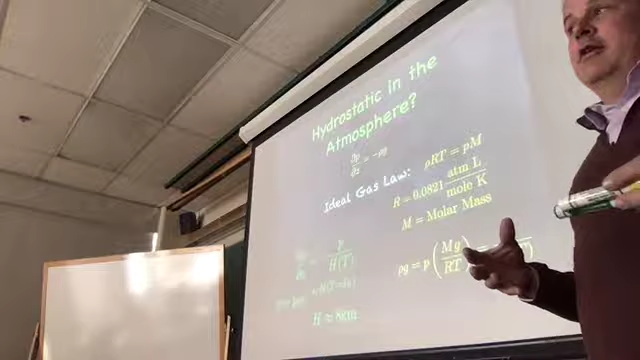 Hydrostatic in the
Atmosphere?
∂p/∂z = -ρg
Ideal Gas Law: ρRT = pM
R = 0.0821 atm L / mole K
M = Molar Mass
ρg = p (Mg/RT) =
p / H(T)
H ≈ 8km